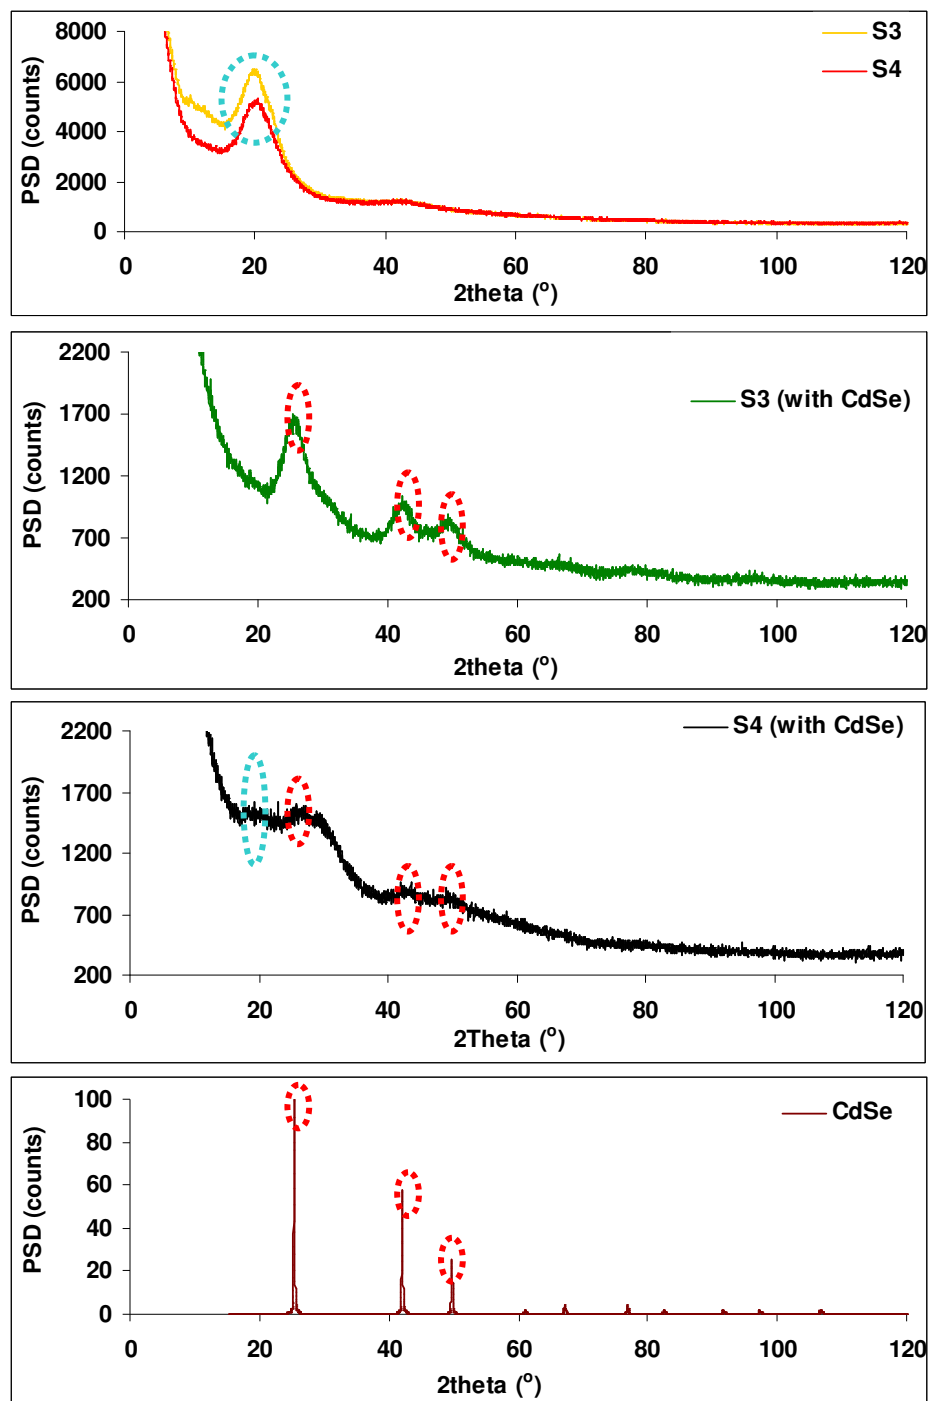 8000
6000
4000
2000
0
PSD (counts)
S3
S4
0 20 40 60 80 100 120
2theta (°)
2200
1700
1200
700
200
PSD (counts)
S3 (with CdSe)
0 20 40 60 80 100 120
2theta (°)
2200
1700
1200
700
200
PSD (counts)
S4 (with CdSe)
0 20 40 60 80 100 120
2Theta (°)
100
80
60
40
20
0
PSD (counts)
CdSe
0 20 40 60 80 100 120
2theta (°)